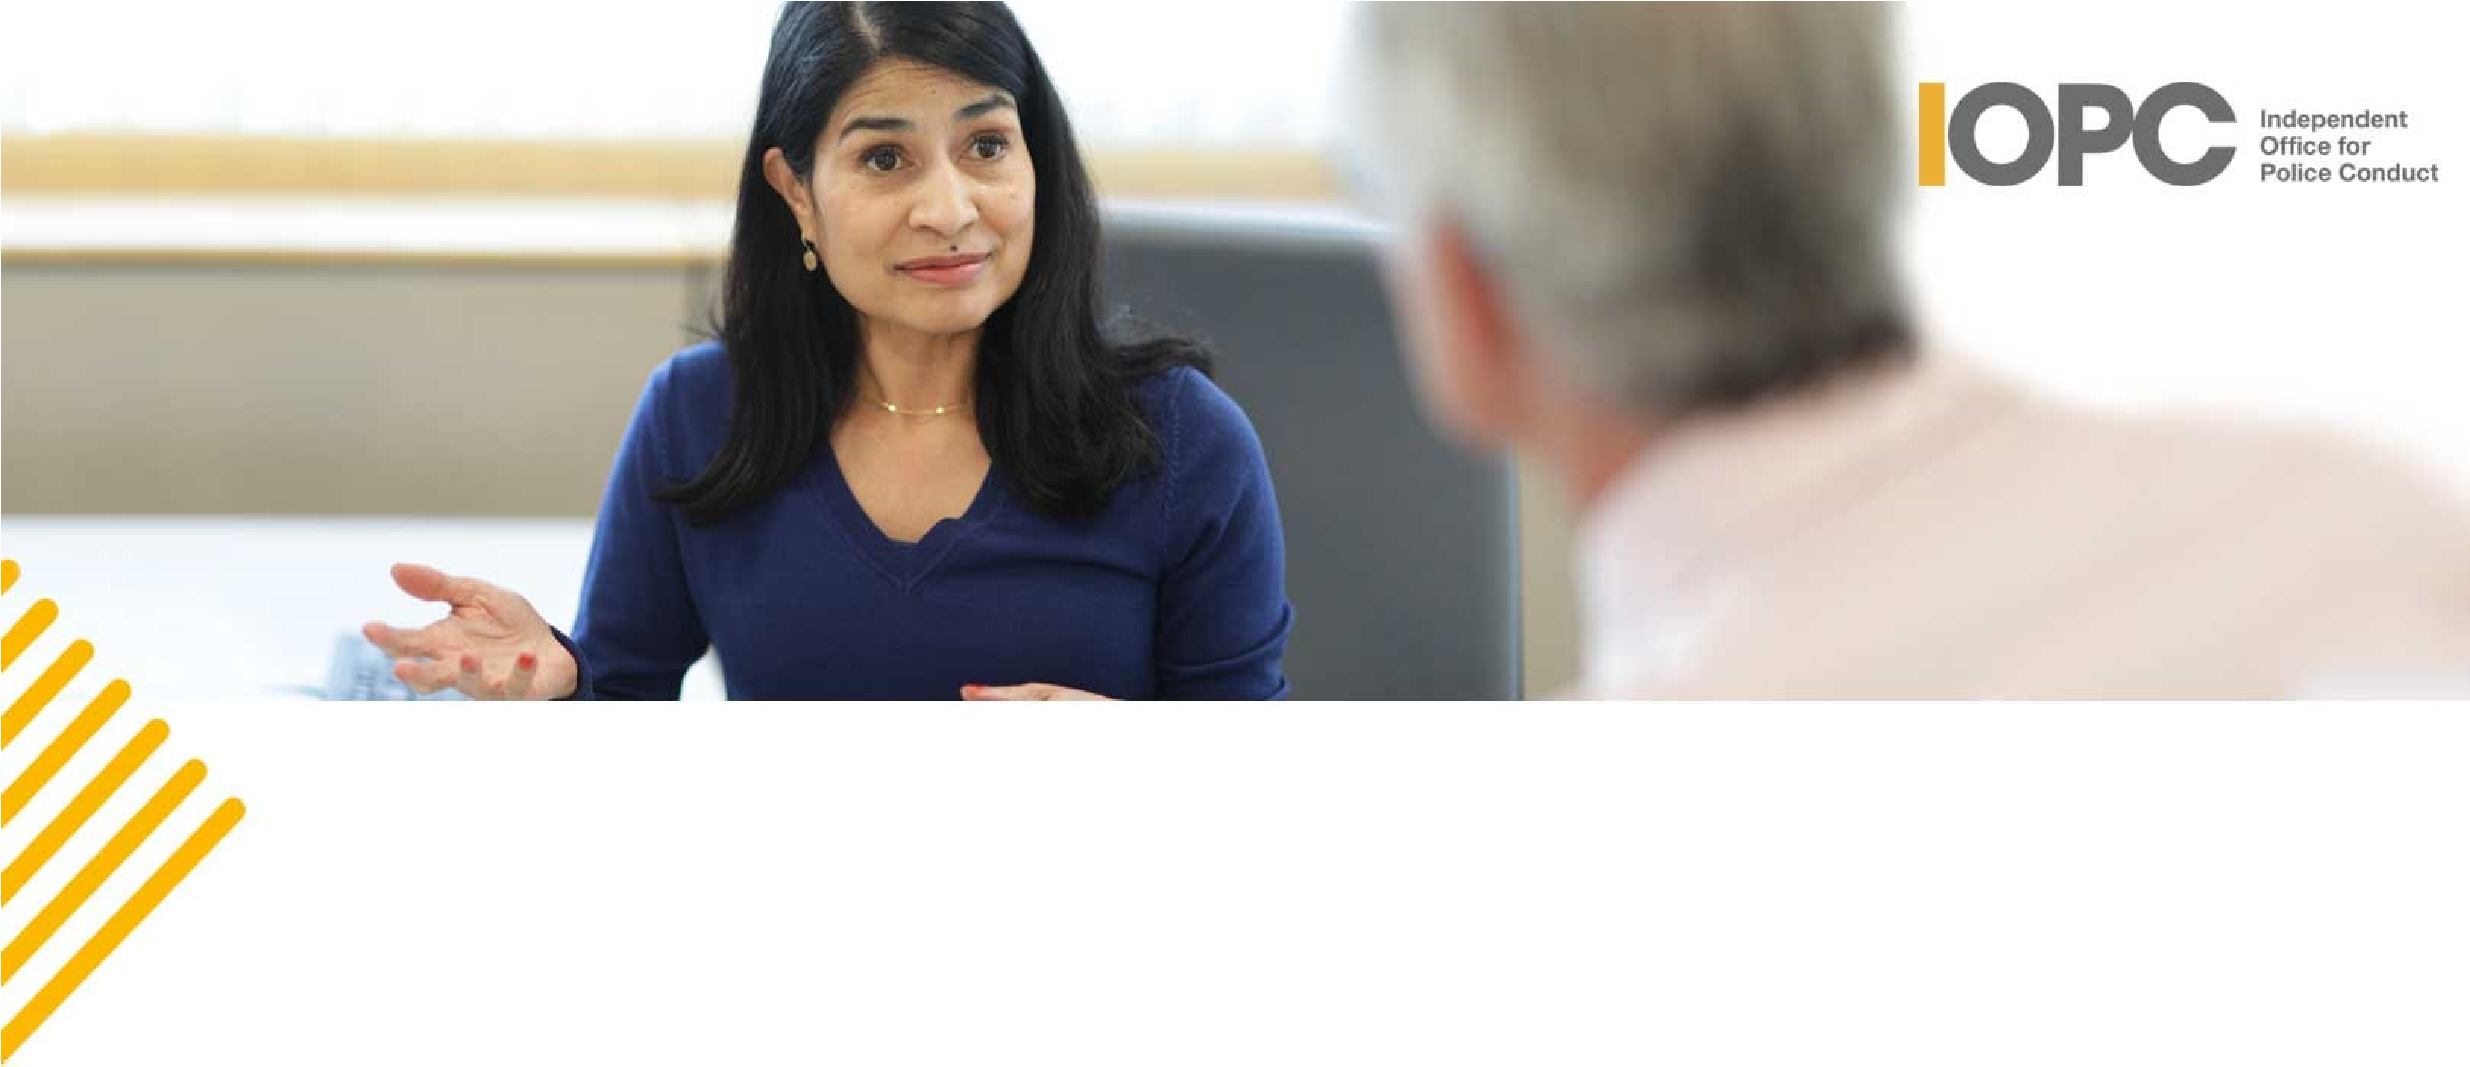 IOPC
Independent
Office for
Police Conduct